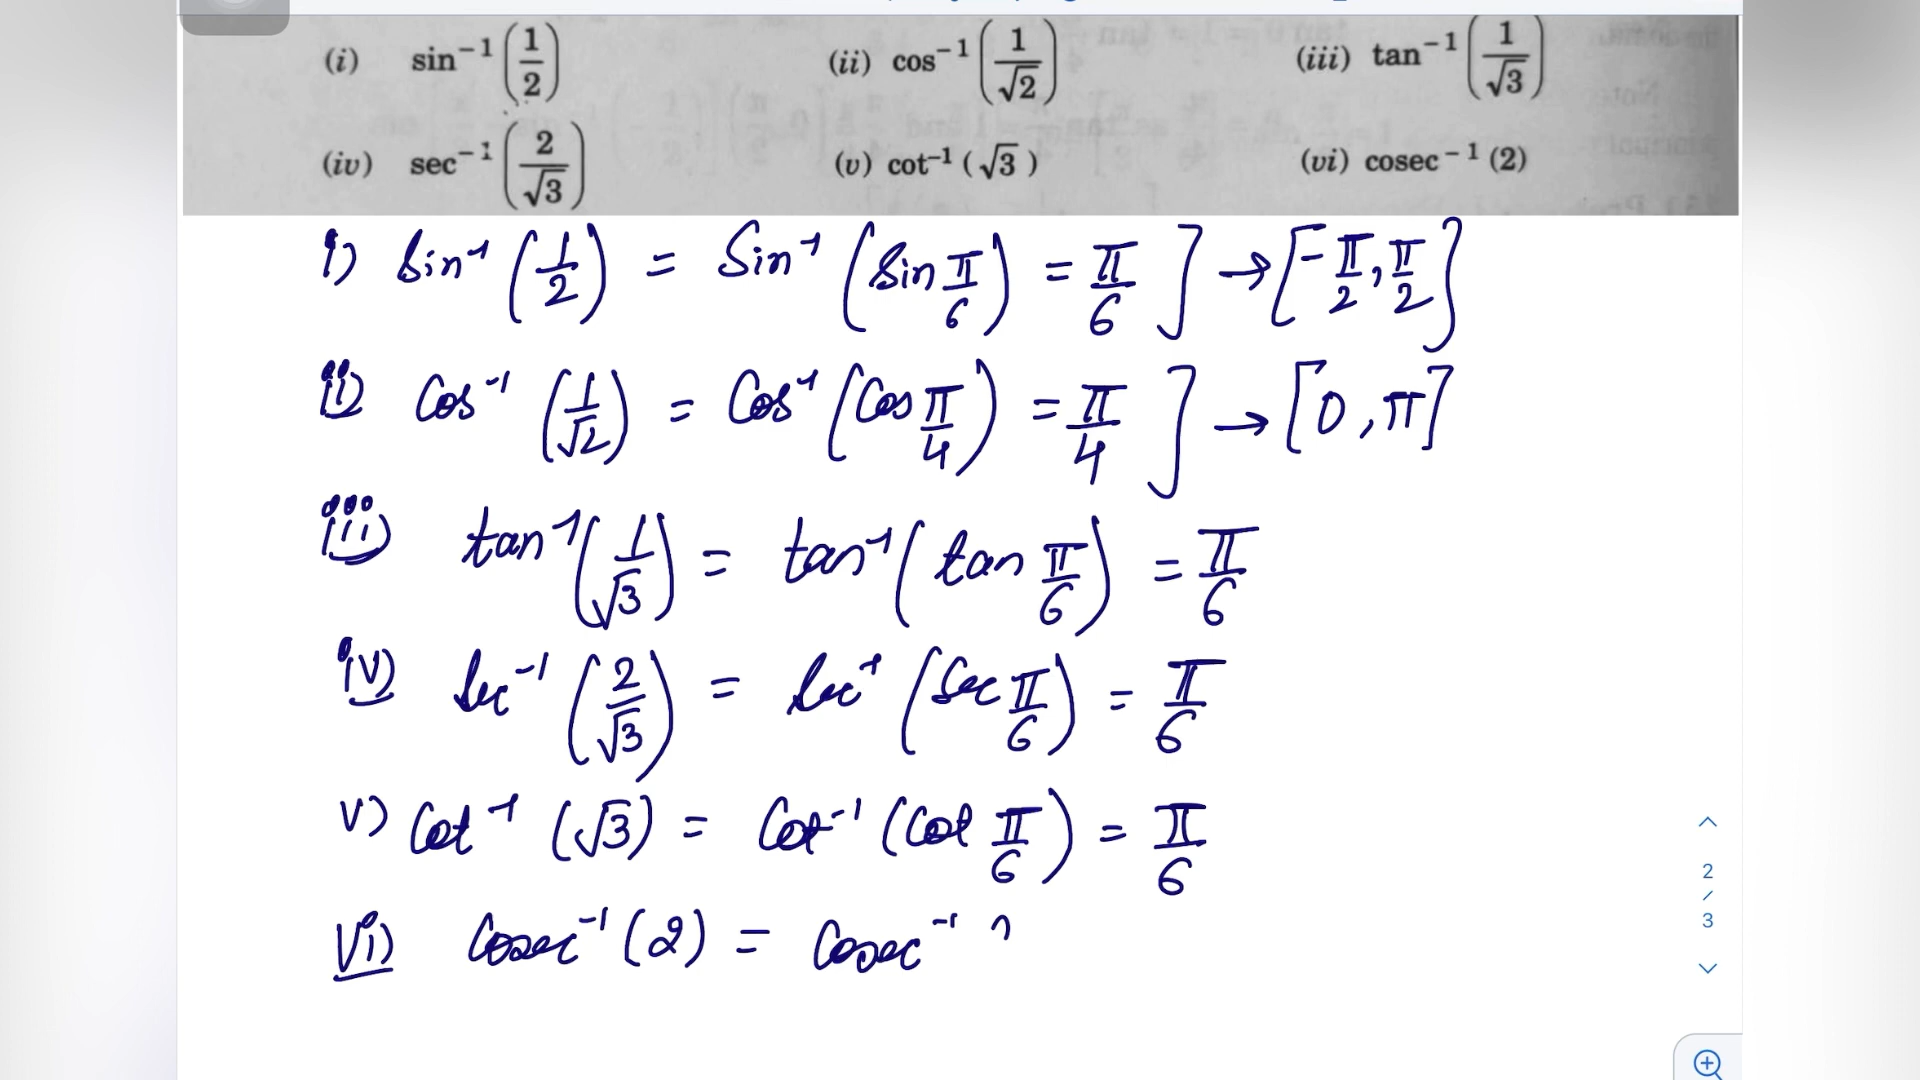 (i) sin⁻¹ (1/2) (ii) cos⁻¹ (1/√2) (iii) tan⁻¹ (1/√3)
(iv) sec⁻¹ (2/√3) (v) cot⁻¹ (√3) (vi) cosec⁻¹ (2)
i) Sin⁻¹ (1/2) = Sin⁻¹ (Sin π/6) = π/6 ] → [-π/2, π/2]
ii) Cos⁻¹ (1/√2) = Cos⁻¹ (Cos π/4) = π/4 ] → [0, π]
iii) tan⁻¹ (1/√3) = tan⁻¹ (tan π/6) = π/6
iv) Sec⁻¹ (2/√3) = Sec⁻¹ (Sec π/6) = π/6
v) Cot⁻¹ (√3) = Cot⁻¹ (Cot π/6) = π/6
vi) Cosec⁻¹ (2) = Cosec⁻¹
2
/
3